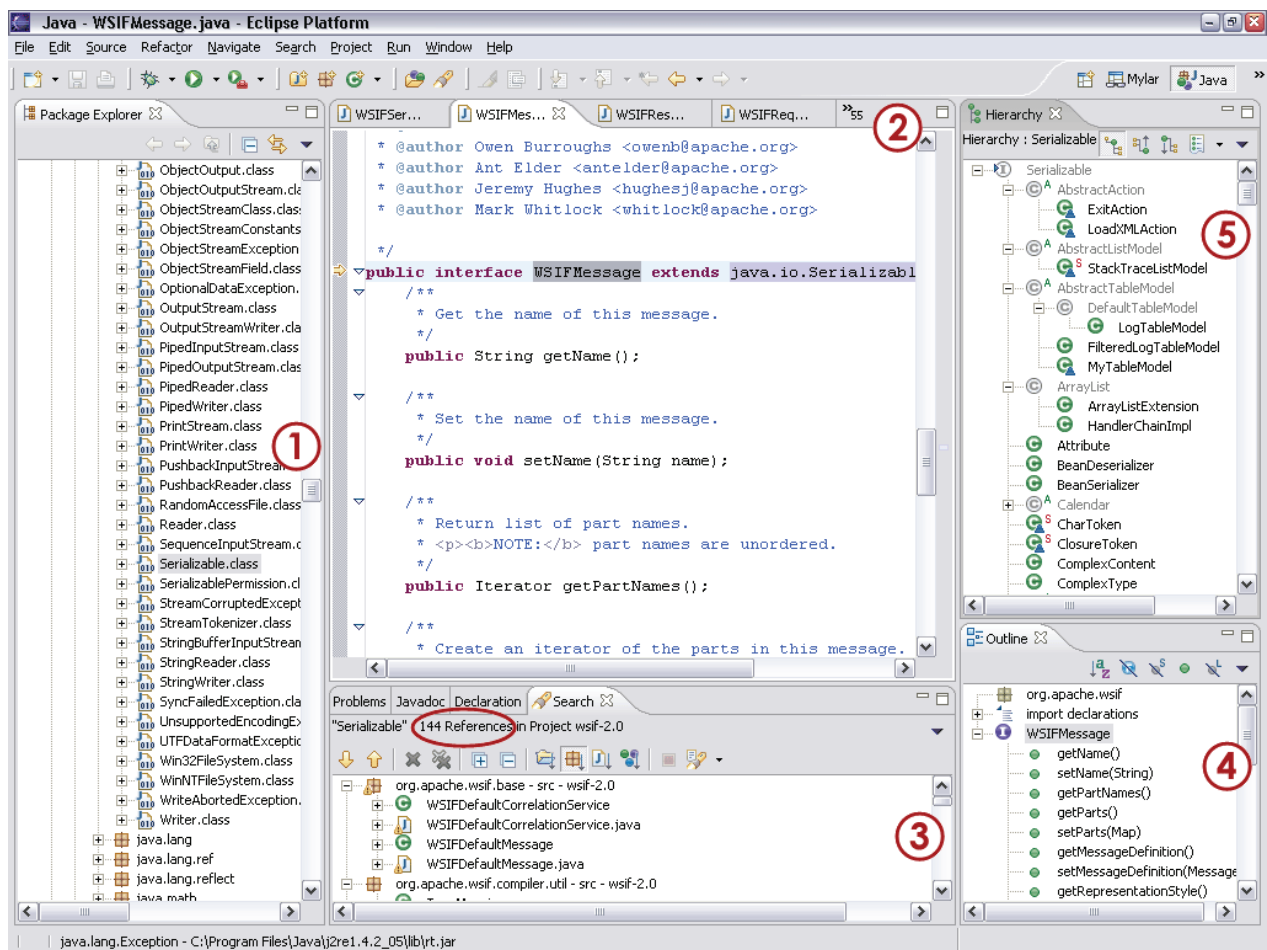 Java - WSIFMessage.java - Eclipse Platform
File Edit Source Refactor Navigate Search Project Run Window Help
Mylar Java »
Package Explorer
ObjectOutput.class
ObjectOutputStream.cla
ObjectStreamClass.clas
ObjectStreamConstants
ObjectStreamException
ObjectStreamField.class
OptionalDataException.
OutputStream.class
OutputStreamWriter.cla
PipedInputStream.class
PipedOutputStream.clas
PipedReader.class
PipedWriter.class
PrintStream.class
PrintWriter.class
PushbackInputStream
PushbackReader.class
RandomAccessFile.class
Reader.class
SequenceInputStream.c
Serializable.class
SerializablePermission.cl
StreamCorruptedExcept
StreamTokenizer.class
StringBufferInputStrean
StringReader.class
StringWriter.class
SyncFailedException.cla
UnsupportedEncodingEx
UTFDataFormatExceptic
Win32FileSystem.class
WinNTFileSystem.class
WriteAbortedException.
Writer.class
java.lang
java.lang.ref
java.lang.reflect
java.math
1
WSIFSer... WSIFMes... WSIFRes... WSIFReq... »55
2
* @author Owen Burroughs <owenb@apache.org>
* @author Ant Elder <antelder@apache.org>
* @author Jeremy Hughes <hughesj@apache.org>
* @author Mark Whitlock <whitlock@apache.org>
*/
public interface WSIFMessage extends java.io.Serializabl
/**
* Get the name of this message.
*/
public String getName();
/**
* Set the name of this message.
*/
public void setName(String name);
/**
* Return list of part names.
* <p><b>NOTE:</b> part names are unordered.
*/
public Iterator getPartNames();
/**
* Create an iterator of the parts in this message.
Problems Javadoc Declaration Search
"Serializable" 144 References in Project wsif-2.0
org.apache.wsif.base - src - wsif-2.0
WSIFDefaultCorrelationService
WSIFDefaultCorrelationService.java
WSIFDefaultMessage
WSIFDefaultMessage.java
org.apache.wsif.compiler.util - src - wsif-2.0
3
Hierarchy
Hierarchy : Serializable
Serializable
AbstractAction
ExitAction
LoadXMLAction
AbstractListModel
StackTraceListModel
AbstractTableModel
DefaultTableModel
LogTableModel
FilteredLogTableModel
MyTableModel
ArrayList
ArrayListExtension
HandlerChainImpl
Attribute
BeanDeserializer
BeanSerializer
Calendar
CharToken
ClosureToken
ComplexContent
ComplexType
5
Outline
org.apache.wsif
import declarations
WSIFMessage
getName()
setName(String)
getPartNames()
getParts()
setParts(Map)
getMessageDefinition()
setMessageDefinition(Message
getRepresentationStyle()
4
java.lang.Exception - C:\Program Files\Java\j2re1.4.2_05\lib\rt.jar